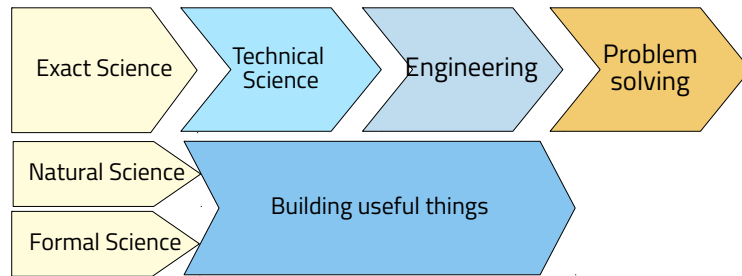 Exact Science
Technical
Science
Engineering
Problem
solving
Natural Science
Building useful things
Formal Science